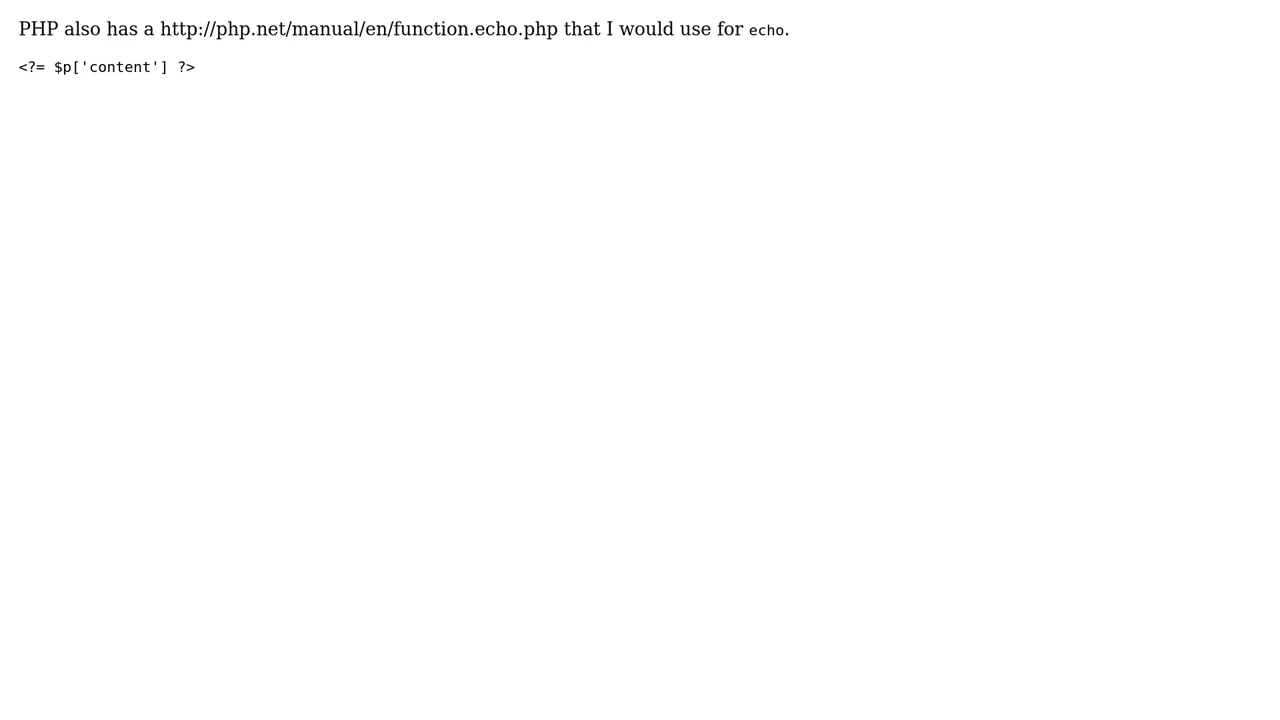 PHP also has a http://php.net/manual/en/function.echo.php that I would use for echo.
<?= $p['content'] ?>